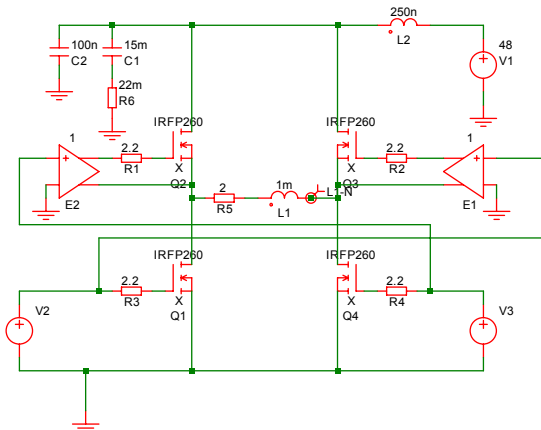 250n
L2
100n
C2
15m
C1
48
V1
22m
R6
IRFP260
IRFP260
1
2.2
R1
X
Q2
X
Q3
2.2
R2
1
E2
2
R5
1m
L1
L1-N
E1
IRFP260
IRFP260
V2
2.2
R3
X
Q1
X
Q4
2.2
R4
V3